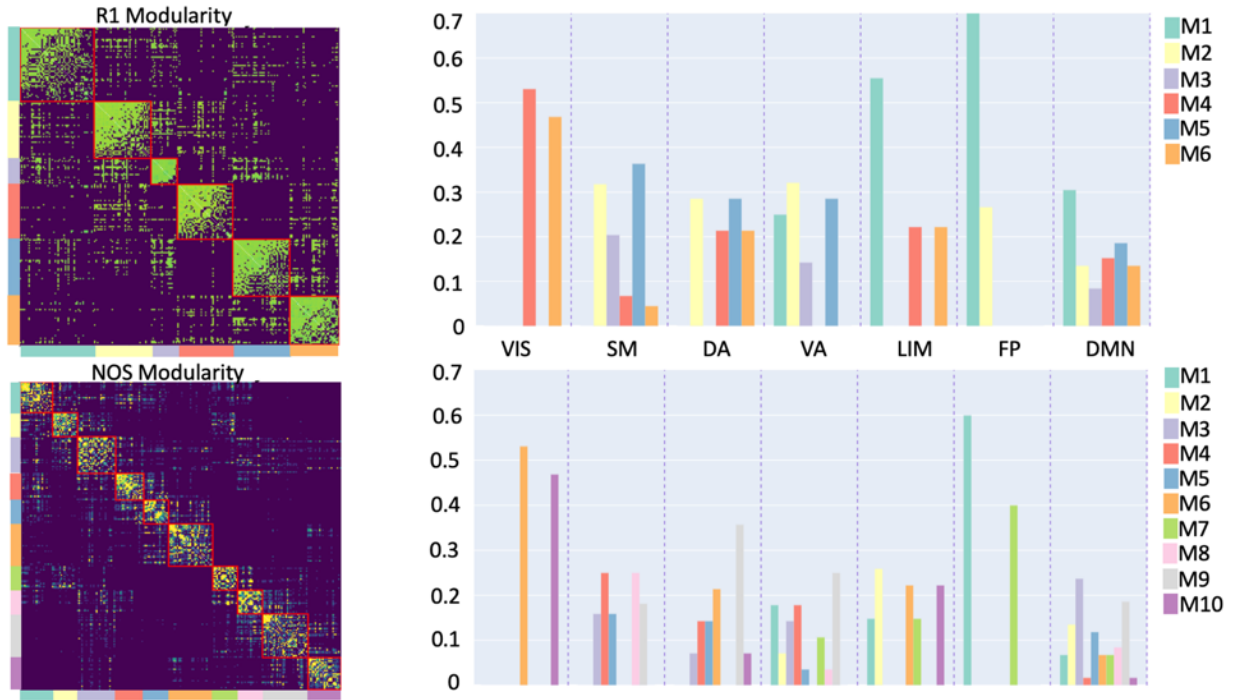 R1 Modularity
0.7
0.6
0.5
0.4
0.3
0.2
0.1
0
VIS SM DA VA LIM FP DMN
M1
M2
M3
M4
M5
M6
NOS Modularity
0.7
0.6
0.5
0.4
0.3
0.2
0.1
0
M1
M2
M3
M4
M5
M6
M7
M8
M9
M10